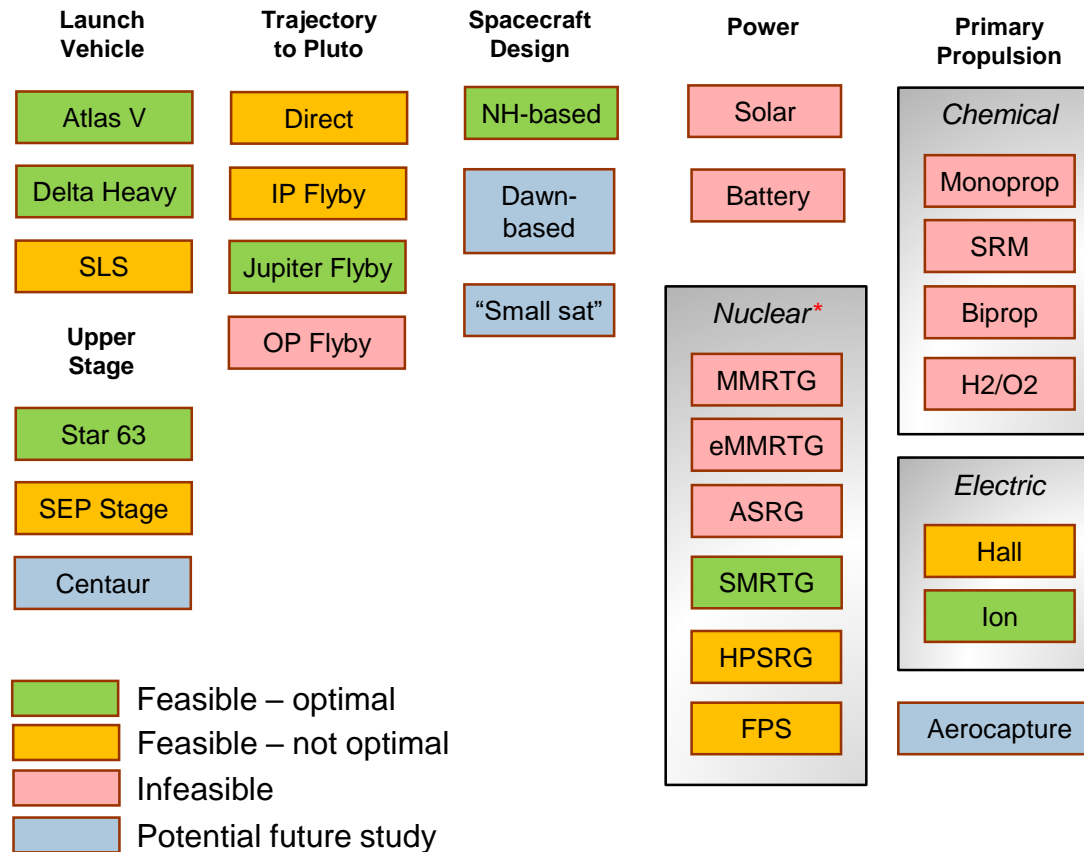 Launch
Vehicle
Atlas V
Delta Heavy
SLS
Upper
Stage
Star 63
SEP Stage
Centaur
Trajectory
to Pluto
Direct
IP Flyby
Jupiter Flyby
OP Flyby
Spacecraft
Design
NH-based
Dawn-
based
“Small sat”
Power
Solar
Battery
Nuclear*
MMRTG
eMMRTG
ASRG
SMRTG
HPSRG
FPS
Primary
Propulsion
Chemical
Monoprop
SRM
Biprop
H2/O2
Electric
Hall
Ion
Aerocapture
Feasible – optimal
Feasible – not optimal
Infeasible
Potential future study